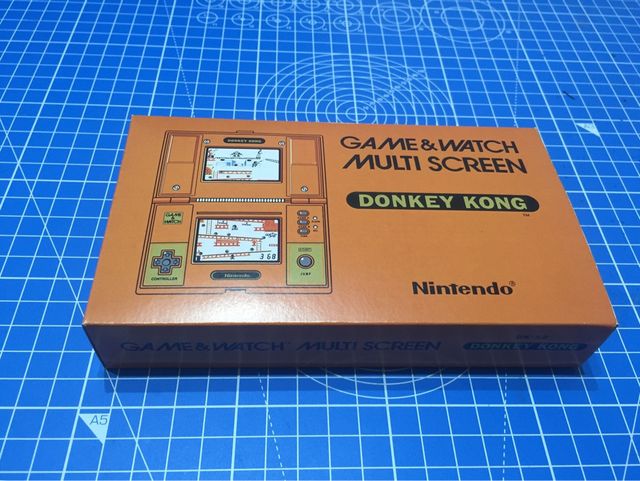 GAME & WATCH
MULTI SCREEN
DONKEY KONG
™
Nintendo®
DONKEY KONG
GAME
&
WATCH
368
CONTROLLER
JUMP
Nintendo
GAME & WATCH MULTI SCREEN
DONKEY KONG
A5